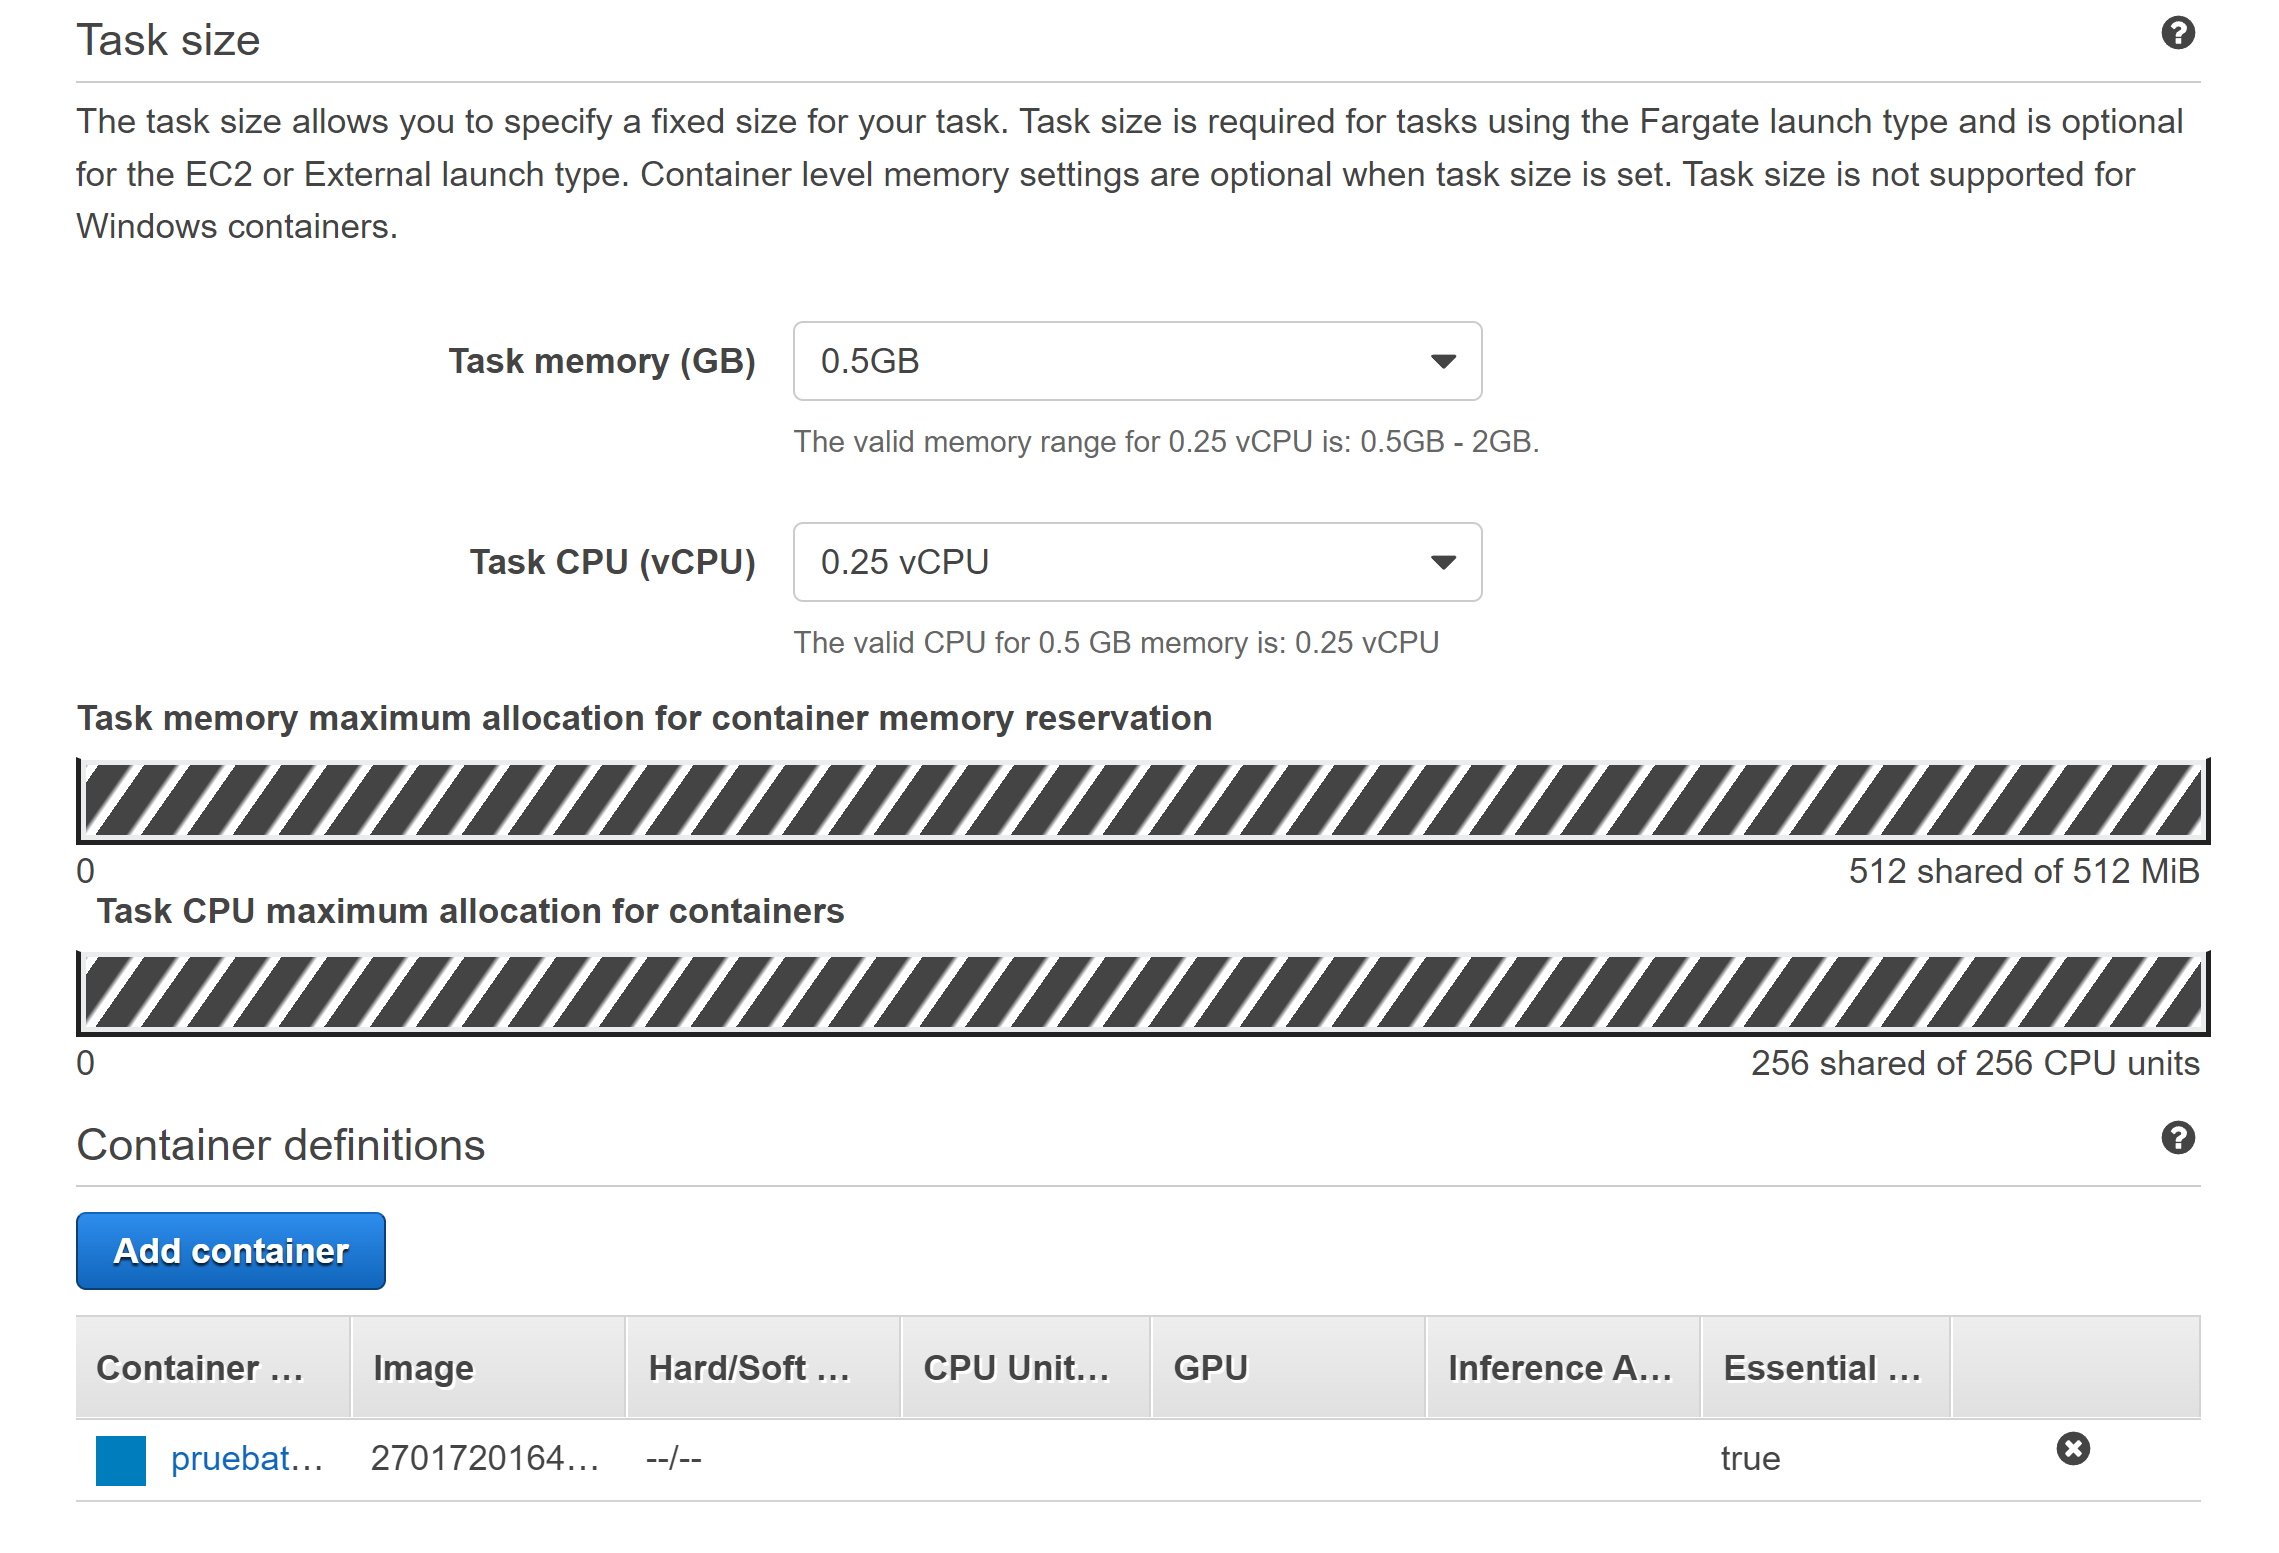 Task size
The task size allows you to specify a fixed size for your task. Task size is required for tasks using the Fargate launch type and is optional
for the EC2 or External launch type. Container level memory settings are optional when task size is set. Task size is not supported for
Windows containers.
Task memory (GB) 0.5GB
The valid memory range for 0.25 vCPU is: 0.5GB - 2GB.
Task CPU (vCPU) 0.25 vCPU
The valid CPU for 0.5 GB memory is: 0.25 vCPU
Task memory maximum allocation for container memory reservation
0 512 shared of 512 MiB
Task CPU maximum allocation for containers
0 256 shared of 256 CPU units
Container definitions
Add container
Container ... Image Hard/Soft ... CPU Unit... GPU Inference A... Essential ...
pruebat... 2701720164... --/-- true